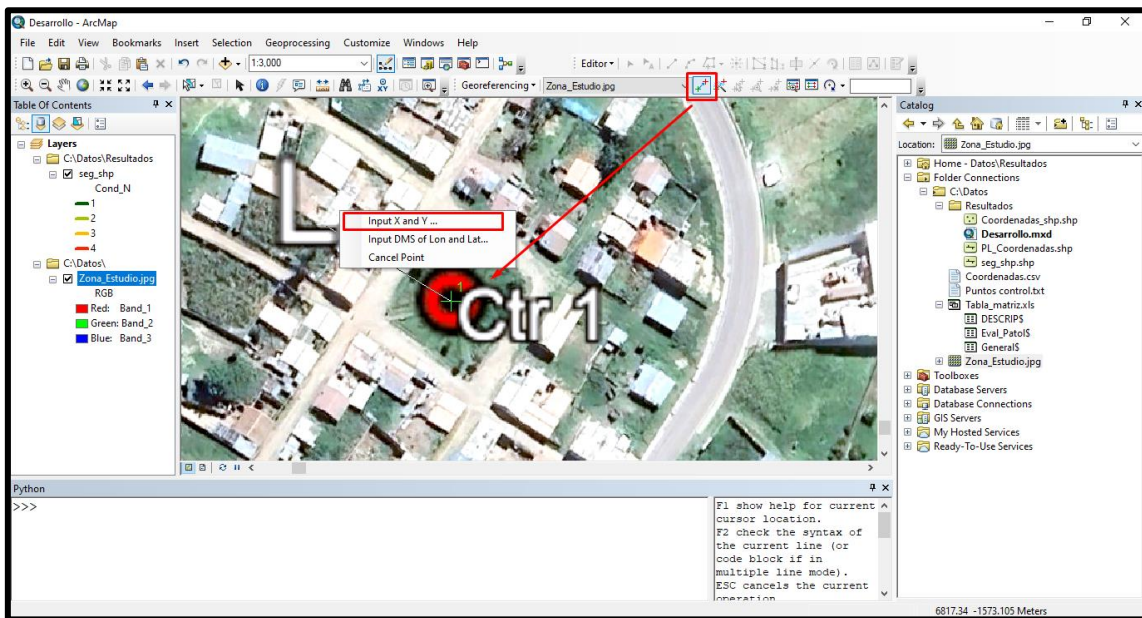 Desarrollo - ArcMap
File Edit View Bookmarks Insert Selection Geoprocessing Customize Windows Help
1:3,000
Editor
Georeferencing
Zona_Estudio.jpg
Table Of Contents
Layers
C:\Datos\Resultados
seg_shp
Cond_N
1
2
3
4
C:\Datos\
Zona_Estudio.jpg
RGB
Red: Band_1
Green: Band_2
Blue: Band_3
L
Input X and Y ...
Input DMS of Lon and Lat...
Cancel Point
1
Ctr 1
Catalog
Location: Zona_Estudio.jpg
Home - Datos\Resultados
Folder Connections
C:\Datos
Resultados
Coordenadas_shp.shp
Desarrollo.mxd
PL_Coordenadas.shp
seg_shp.shp
Coordenadas.csv
Puntos control.txt
Tabla_matriz.xls
DESCRIP$
Eval_Patol$
General$
Zona_Estudio.jpg
Toolboxes
Database Servers
Database Connections
GIS Servers
My Hosted Services
Ready-To-Use Services
Python
>>>
F1 show help for current
cursor location.
F2 check the syntax of
the current line (or
code block if in
multiple line mode).
ESC cancels the current
operation
6817.34 -1573.105 Meters